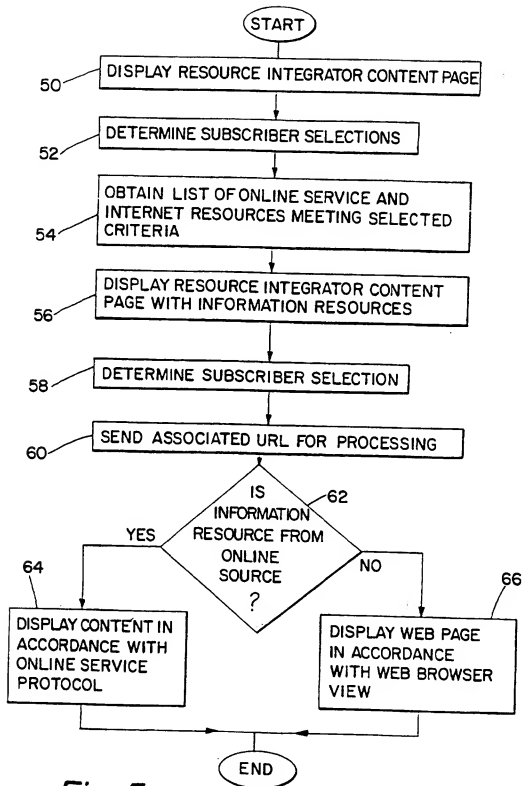 START
50
DISPLAY RESOURCE INTEGRATOR CONTENT PAGE
52
DETERMINE SUBSCRIBER SELECTIONS
54
OBTAIN LIST OF ONLINE SERVICE AND
INTERNET RESOURCES MEETING SELECTED
CRITERIA
56
DISPLAY RESOURCE INTEGRATOR CONTENT
PAGE WITH INFORMATION RESOURCES
58
DETERMINE SUBSCRIBER SELECTION
60
SEND ASSOCIATED URL FOR PROCESSING
62
IS
INFORMATION
RESOURCE FROM
ONLINE
SOURCE
?
YES
NO
64
DISPLAY CONTENT IN
ACCORDANCE WITH
ONLINE SERVICE
PROTOCOL
66
DISPLAY WEB PAGE
IN ACCORDANCE
WITH WEB BROWSER
VIEW
END